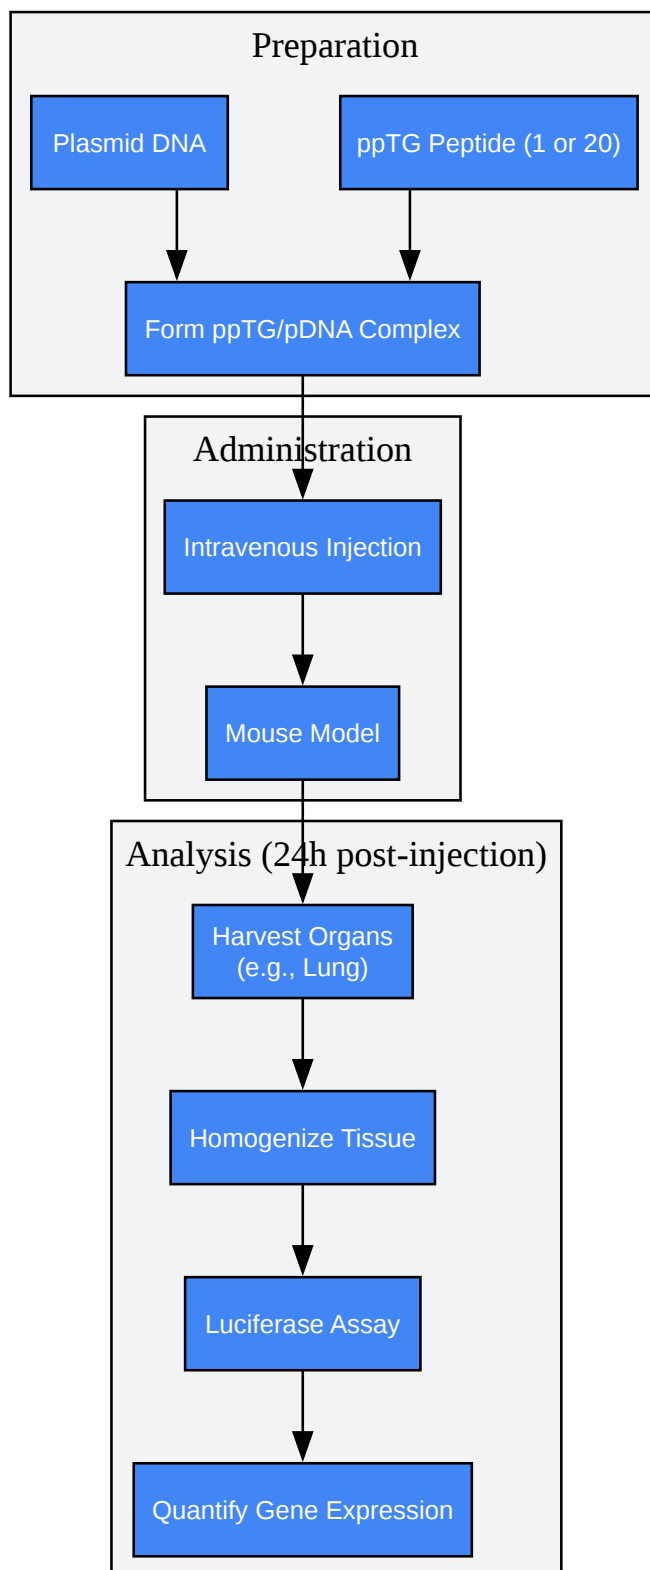 Preparation
Plasmid DNA
ppTG Peptide (1 or 20)
Form ppTG/pDNA Complex
Administration
Intravenous Injection
Mouse Model
Analysis (24h post-injection)
Harvest Organs
(e.g., Lung)
Homogenize Tissue
Luciferase Assay
Quantify Gene Expression